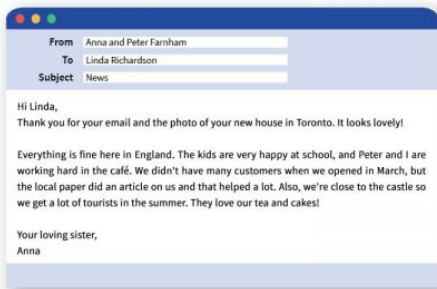 From Anna and Peter Farnham
To Linda Richardson
Subject News
Hi Linda,
Thank you for your email and the photo of your new house in Toronto. It looks lovely!
Everything is fine here in England. The kids are very happy at school, and Peter and I are
working hard in the café. We didn't have many customers when we opened in March, but
the local paper did an article on us and that helped a lot. Also, we're close to the castle so
we get a lot of tourists in the summer. They love our tea and cakes!
Your loving sister,
Anna